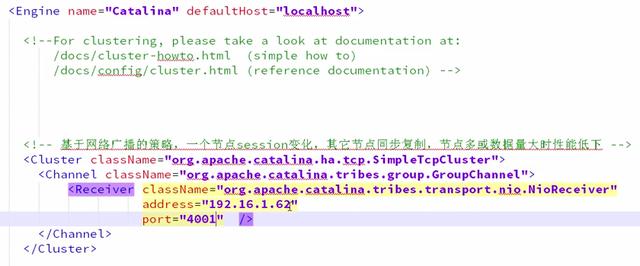 <Engine name="Catalina" defaultHost="localhost">
<!--For clustering, please take a look at documentation at:
/docs/cluster-howto.html  (simple how to)
/docs/config/cluster.html (reference documentation) -->
<!-- 基于网络广播的策略，一个节点session变化，其它节点同步复制，节点多或数据量大时性能低下 -->
<Cluster className="org.apache.catalina.ha.tcp.SimpleTcpCluster">
<Channel className="org.apache.catalina.tribes.group.GroupChannel">
<Receiver className="org.apache.catalina.tribes.transport.nio.NioReceiver"
address="192.16.1.62"
port="4001"  />
</Channel>
</Cluster>